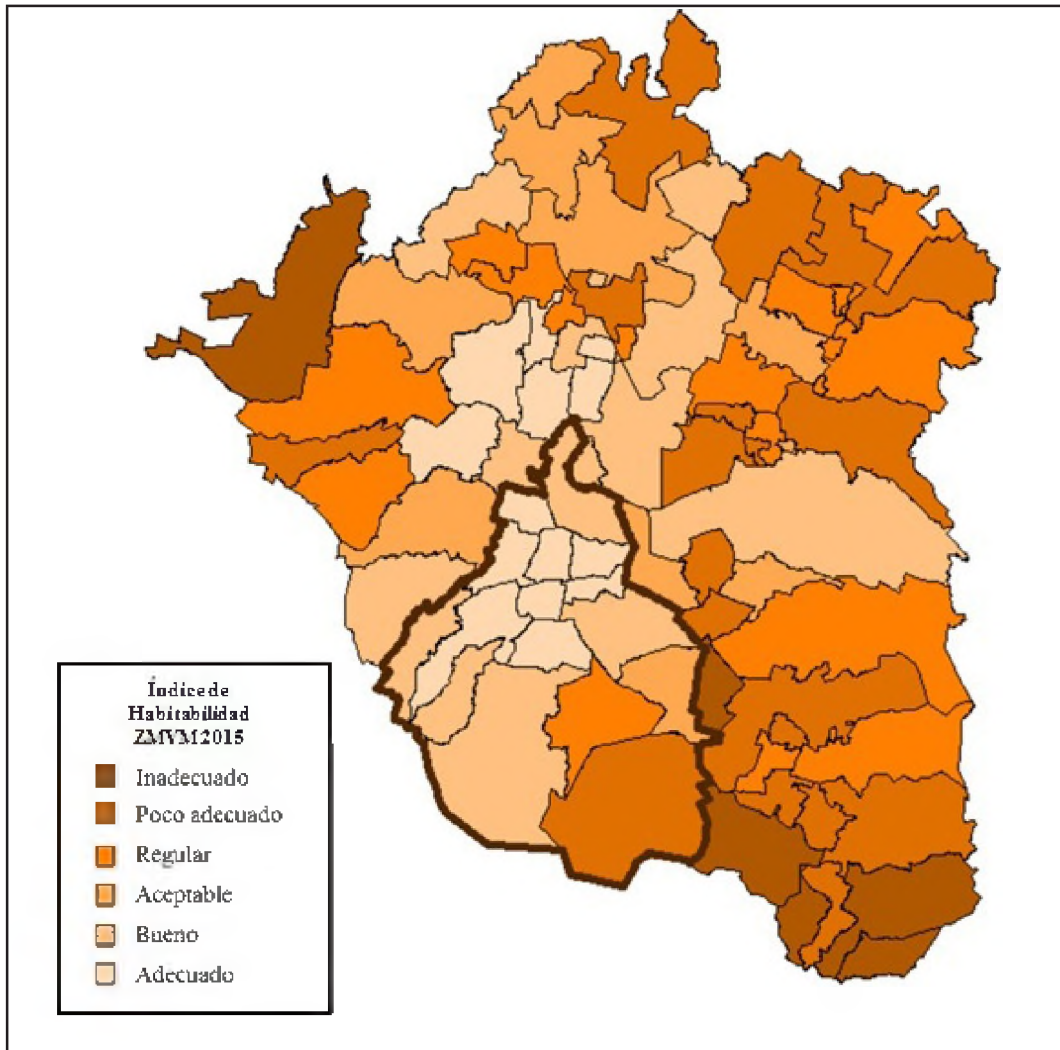 Índice de
Habitabilidad
ZMVM 2015
Inadecuado
Poco adecuado
Regular
Aceptable
Bueno
Adecuado